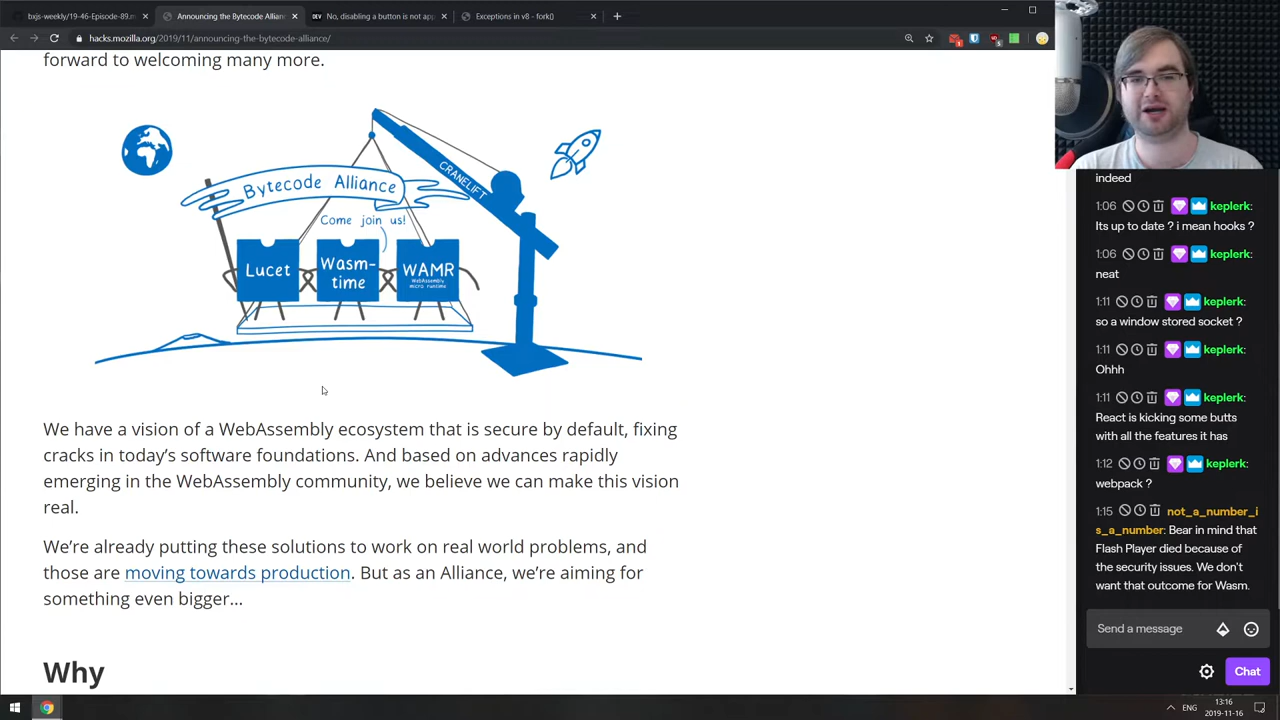 bxjs-weekly/19-46-Episode-89.m
Announcing the Bytecode Allian
No, disabling a button is not app
Exceptions in v8 - fork()
hacks.mozilla.org/2019/11/announcing-the-bytecode-alliance/
forward to welcoming many more.
Bytecode Alliance
CRANELIFT
Come join us!
Lucet
Wasm-
time
WAMR
WebAssembly
micro runtime
We have a vision of a WebAssembly ecosystem that is secure by default, fixing
cracks in today’s software foundations. And based on advances rapidly
emerging in the WebAssembly community, we believe we can make this vision
real.
We’re already putting these solutions to work on real world problems, and
those are moving towards production. But as an Alliance, we’re aiming for
something even bigger…
Why
indeed
1:06 keplerk:
Its up to date ? i mean hooks ?
1:06 keplerk:
neat
1:11 keplerk:
so a window stored socket ?
1:11 keplerk:
Ohhh
1:11 keplerk:
React is kicking some butts
with all the features it has
1:12 keplerk:
webpack ?
1:15 not_a_number_i
s_a_number: Bear in mind that
Flash Player died because of
the security issues. We don't
want that outcome for Wasm.
Send a message
Chat
ENG
13:16
2019-11-16